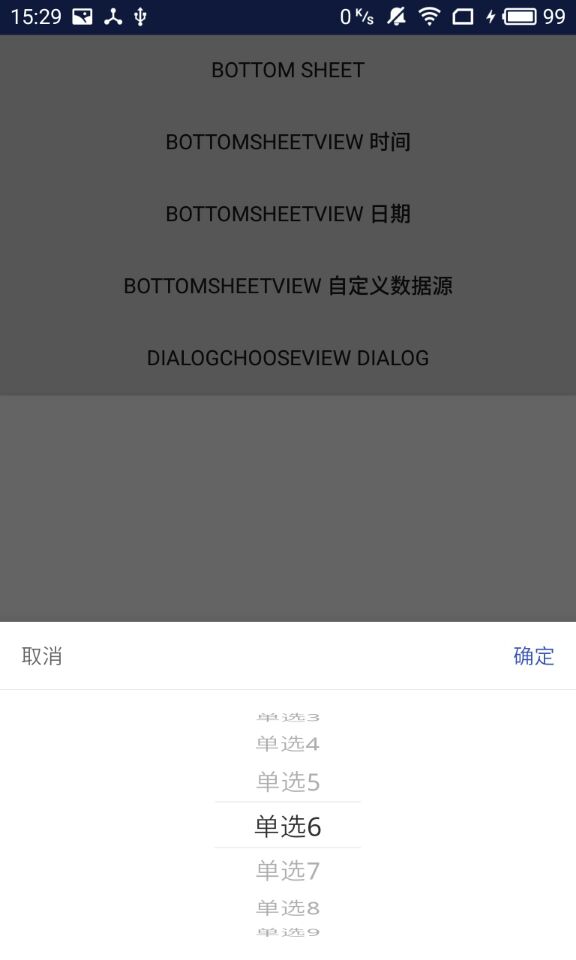 15:29 0 K/s 99
BOTTOM SHEET
BOTTOMSHEETVIEW 时间
BOTTOMSHEETVIEW 日期
BOTTOMSHEETVIEW 自定义数据源
DIALOGCHOOSEVIEW DIALOG
取消 确定
单选3
单选4
单选5
单选6
单选7
单选8
单选9